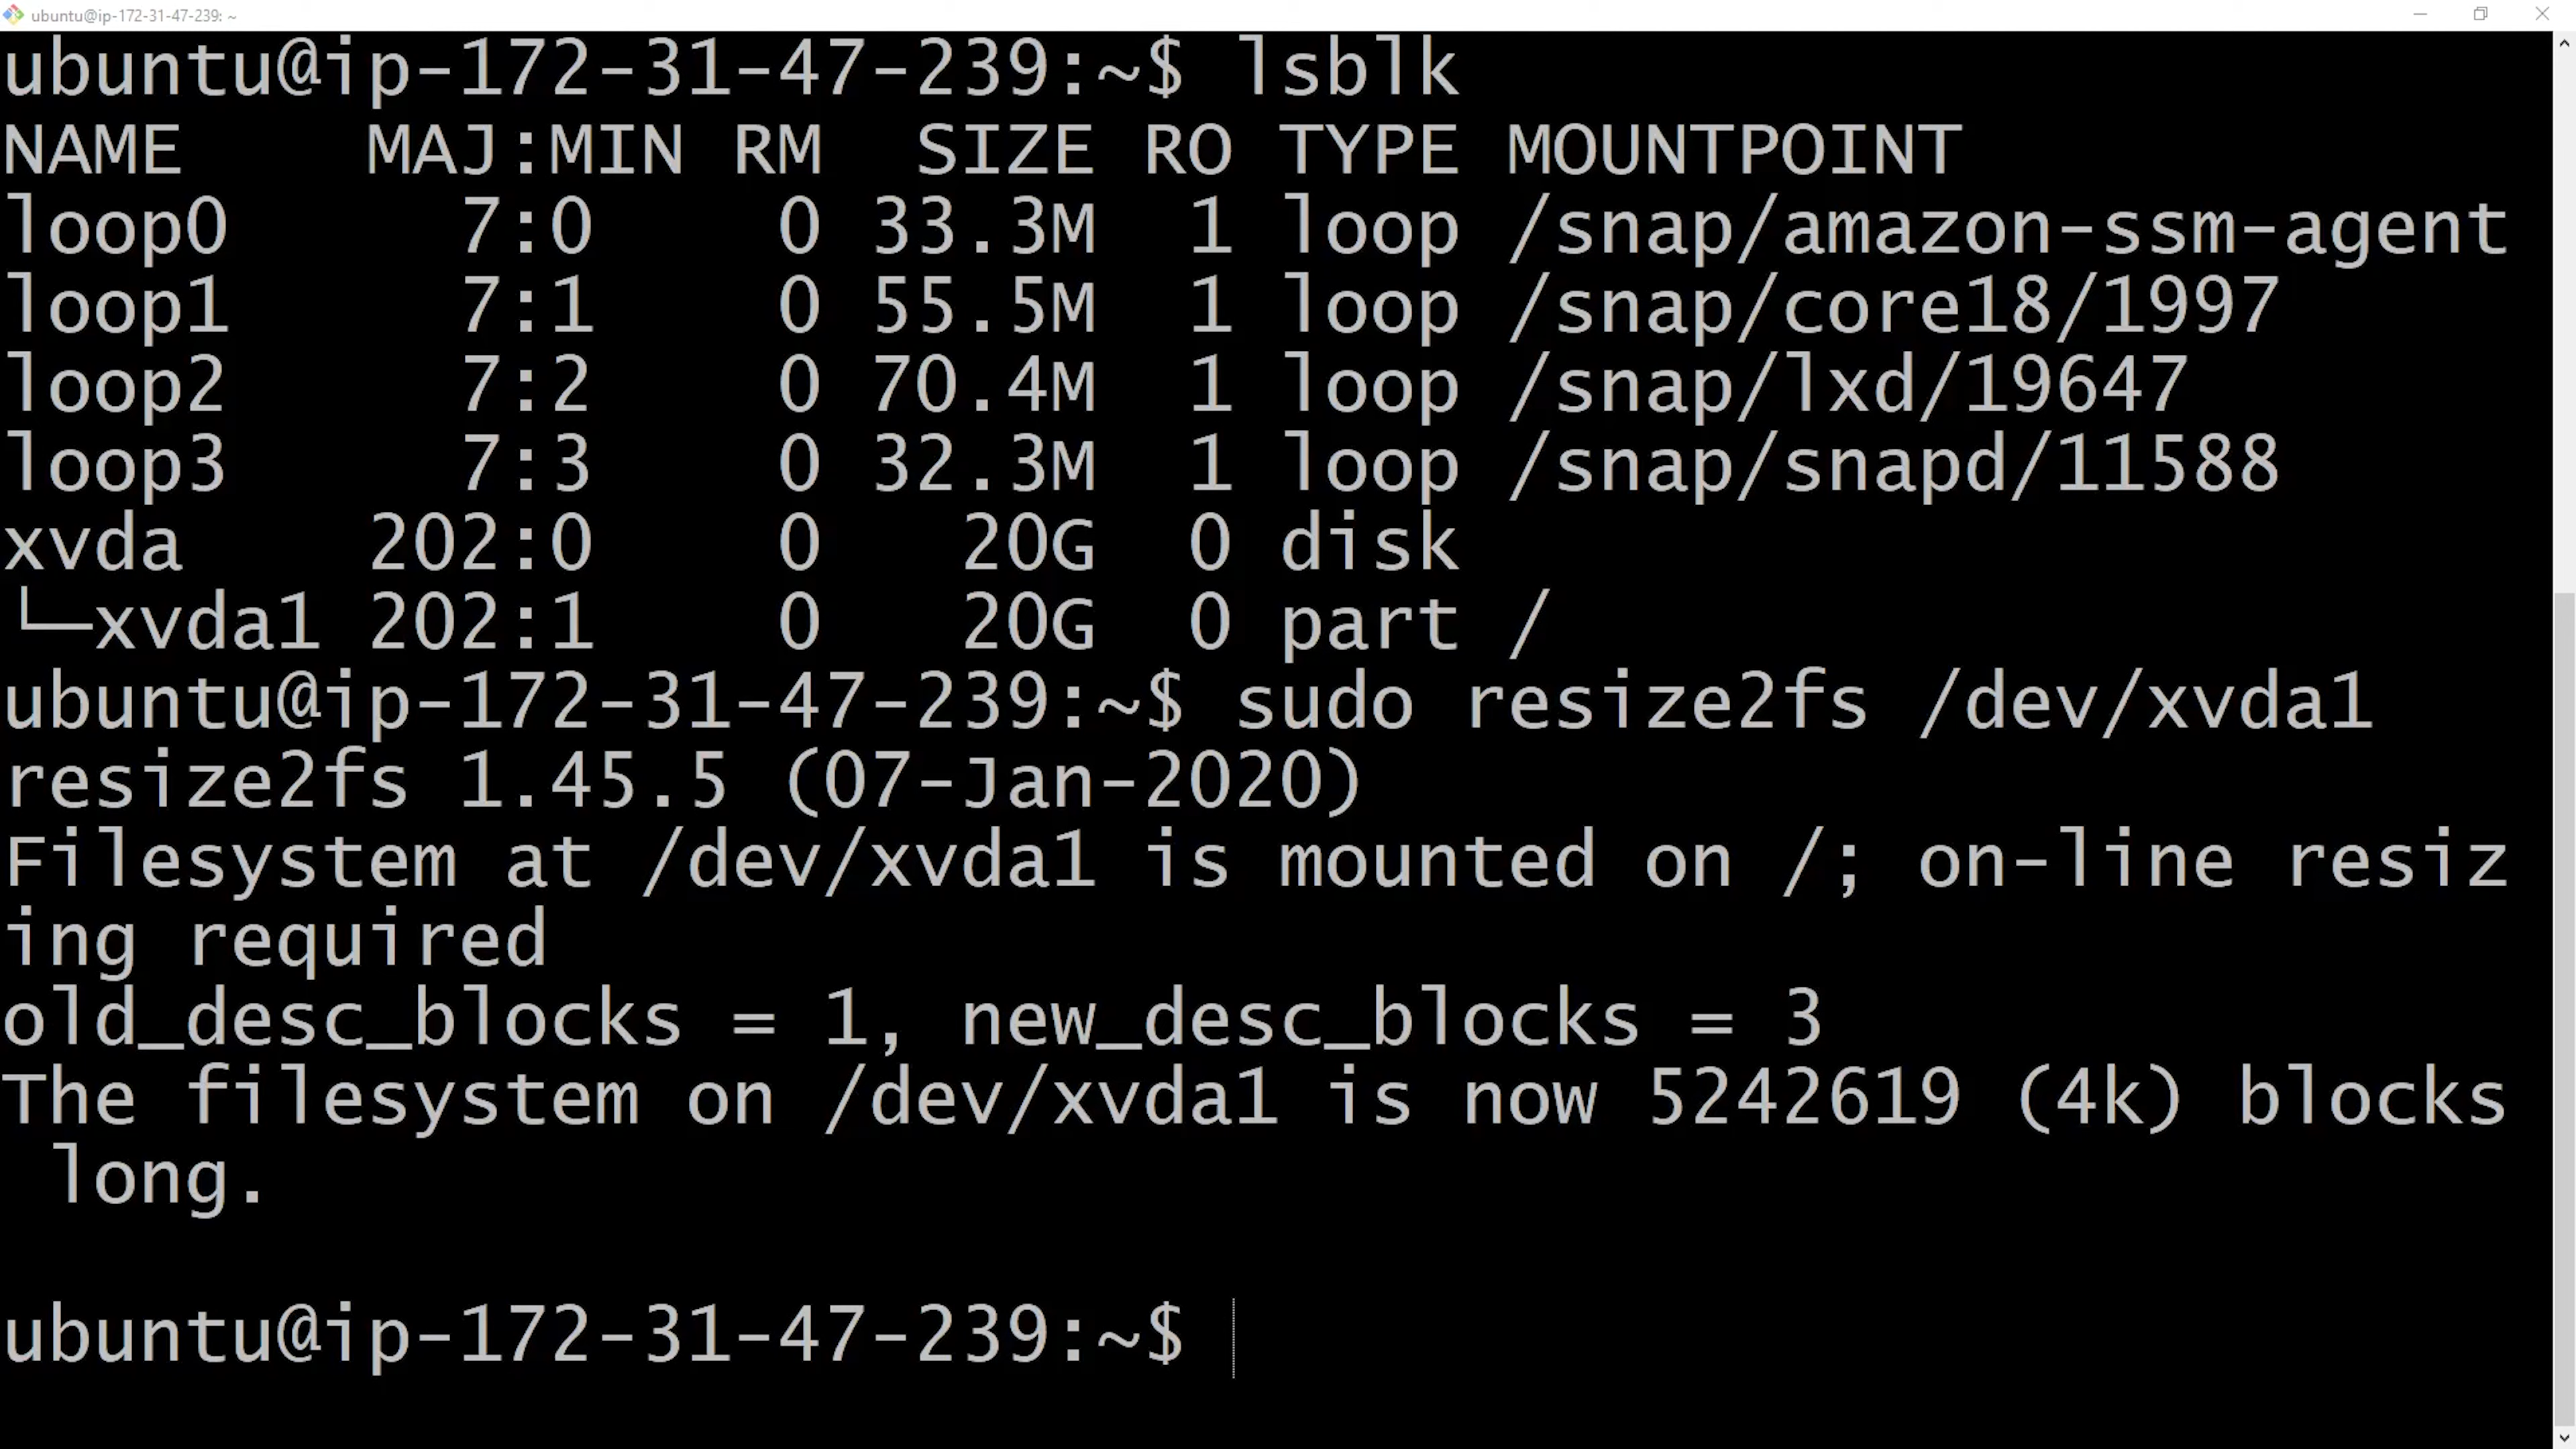 ubuntu@ip-172-31-47-239: ~
ubuntu@ip-172-31-47-239:~$ lsblk
NAME    MAJ:MIN RM   SIZE RO TYPE MOUNTPOINT
loop0     7:0    0 33.3M  1 loop /snap/amazon-ssm-agent
loop1     7:1    0 55.5M  1 loop /snap/core18/1997
loop2     7:2    0 70.4M  1 loop /snap/lxd/19647
loop3     7:3    0 32.3M  1 loop /snap/snapd/11588
xvda    202:0    0   20G  0 disk
└─xvda1 202:1    0   20G  0 part /
ubuntu@ip-172-31-47-239:~$ sudo resize2fs /dev/xvda1
resize2fs 1.45.5 (07-Jan-2020)
Filesystem at /dev/xvda1 is mounted on /; on-line resiz
ing required
old_desc_blocks = 1, new_desc_blocks = 3
The filesystem on /dev/xvda1 is now 5242619 (4k) blocks
 long.
ubuntu@ip-172-31-47-239:~$